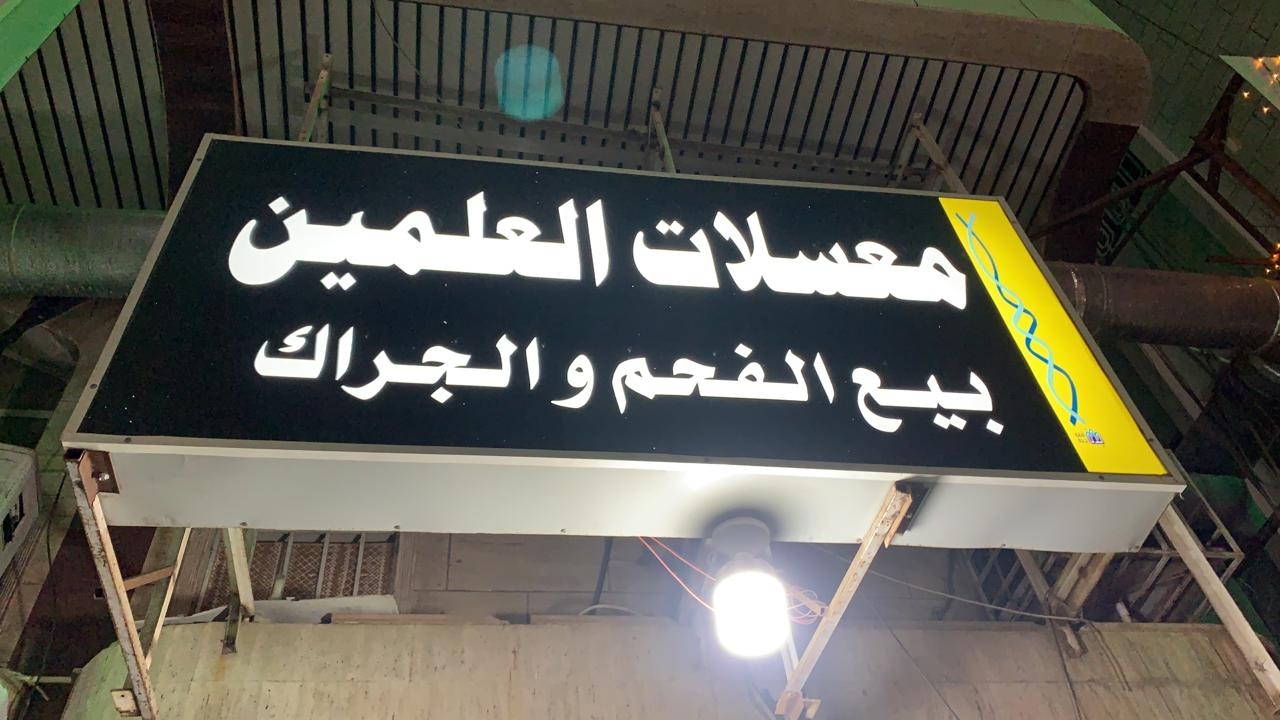 معسلات العلمين
بيع الفحم و الجراك